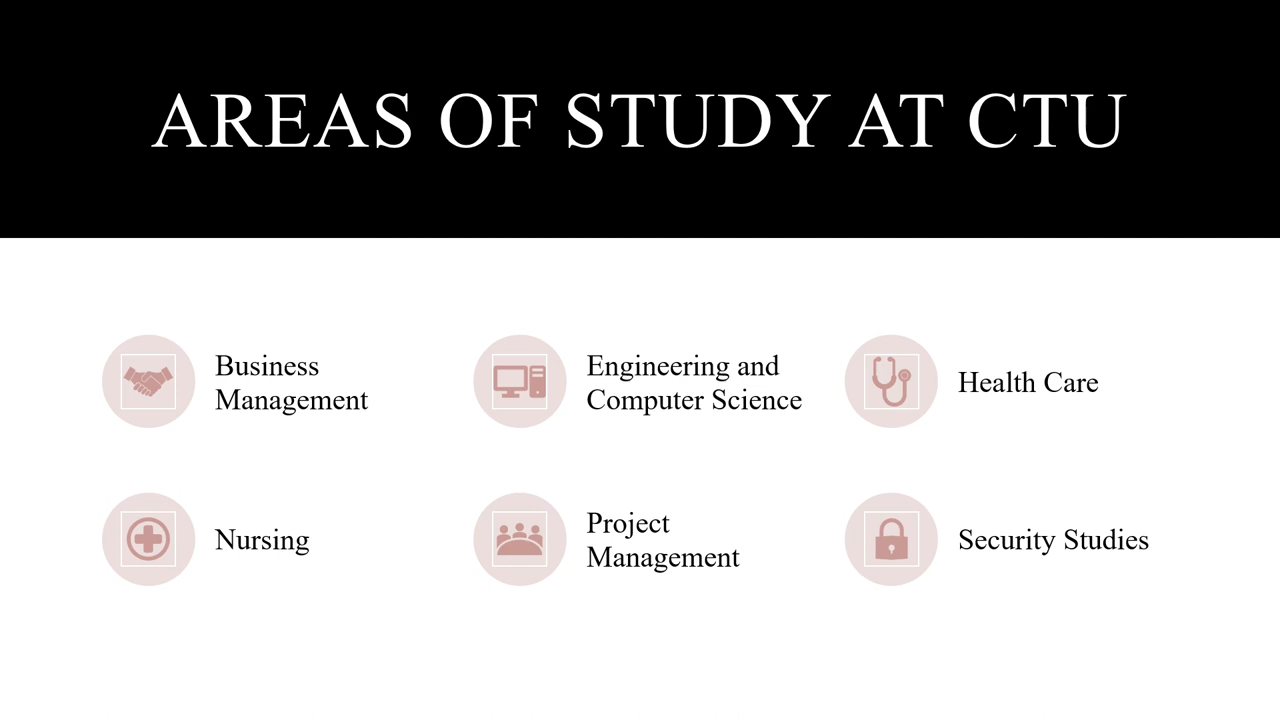 AREAS OF STUDY AT CTU
Business
Management
Engineering and
Computer Science
Health Care
Nursing
Project
Management
Security Studies